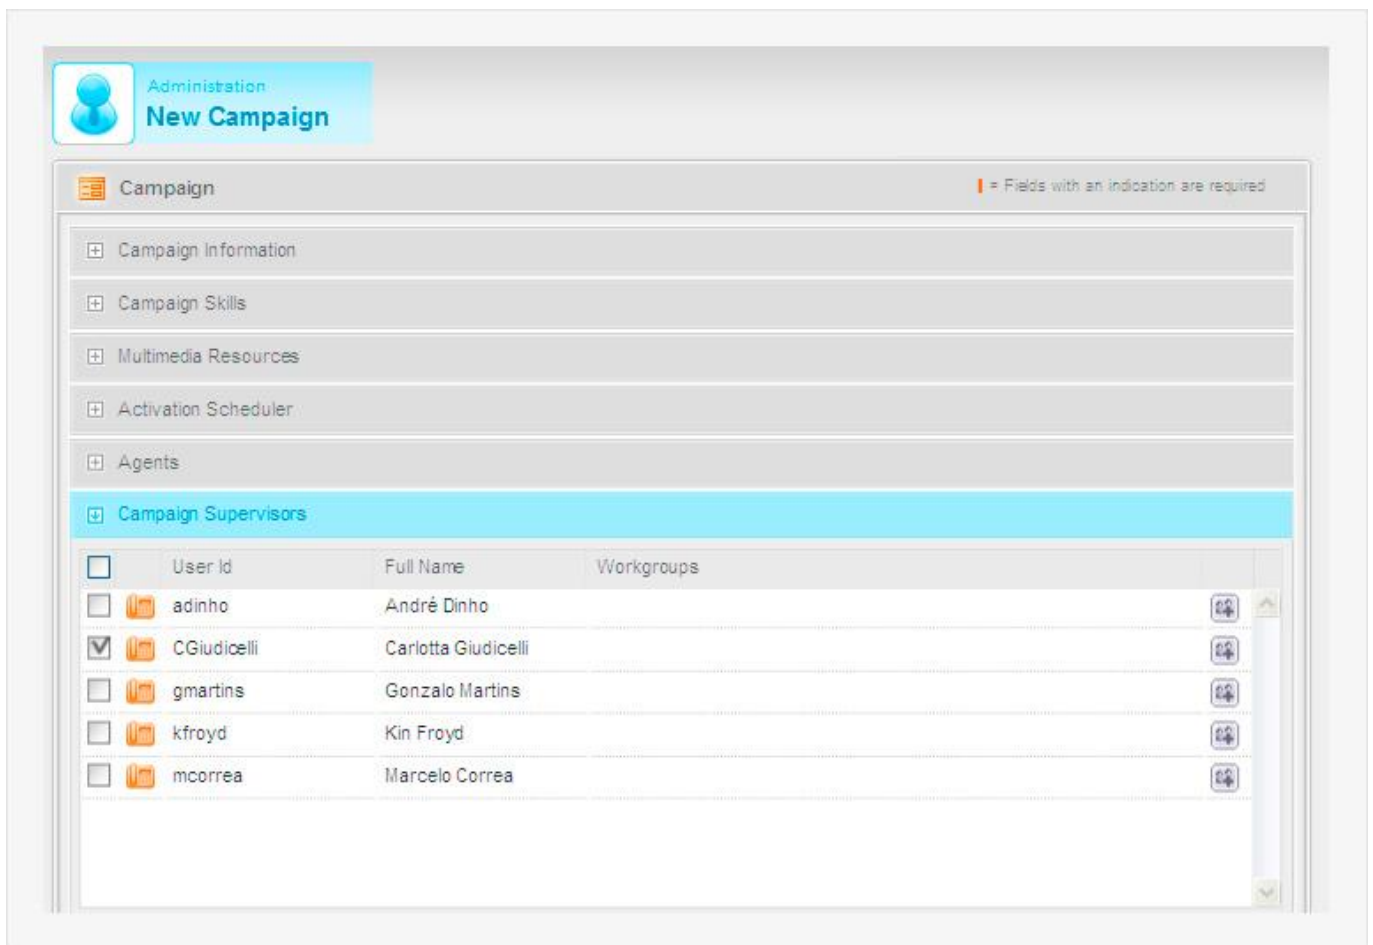 Administration
New Campaign
Campaign
= Fields with an indication are required
Campaign Information
Campaign Skills
Multimedia Resources
Activation Scheduler
Agents
Campaign Supervisors
User Id Full Name Workgroups
adinho André Dinho
CGiudicelli Carlotta Giudicelli
gmartins Gonzalo Martins
kfroyd Kin Froyd
mcorrea Marcelo Correa